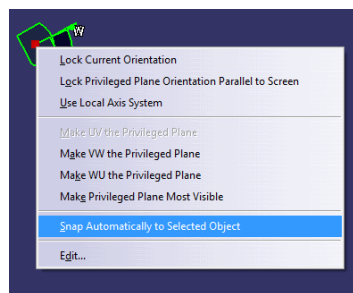 W
Lock Current Orientation
Lock Privileged Plane Orientation Parallel to Screen
Use Local Axis System
Make UV the Privileged Plane
Make VW the Privileged Plane
Make WU the Privileged Plane
Make Privileged Plane Most Visible
Snap Automatically to Selected Object
Edit...